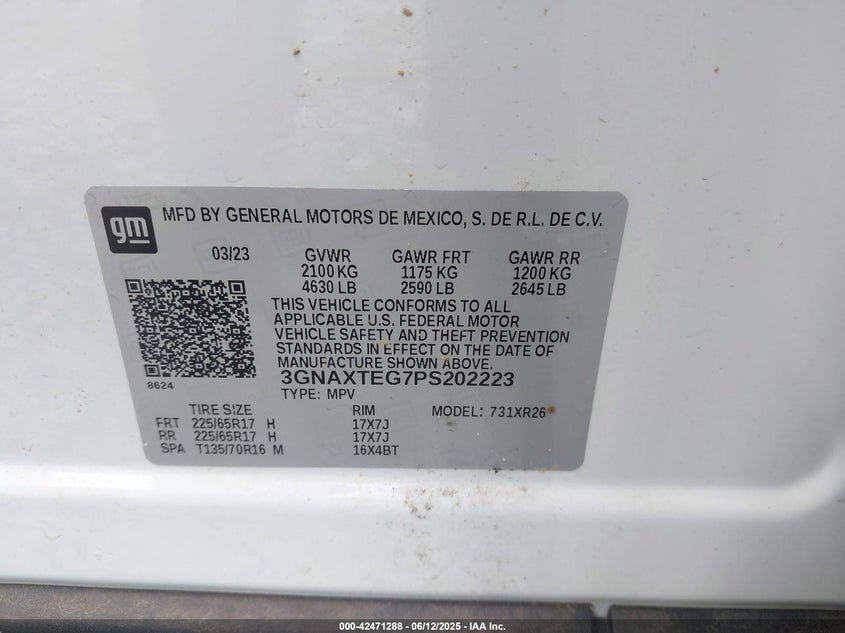 gm
MFD BY GENERAL MOTORS DE MEXICO, S. DE R.L. DE C.V.
03/23 GVWR GAWR FRT GAWR RR
2100 KG 1175 KG 1200 KG
4630 LB 2590 LB 2645 LB
THIS VEHICLE CONFORMS TO ALL
APPLICABLE U.S. FEDERAL MOTOR
VEHICLE SAFETY AND THEFT PREVENTION
STANDARDS IN EFFECT ON THE DATE OF
MANUFACTURE SHOWN ABOVE.
8624
3GNAXTEG7PS202223
TYPE: MPV
TIRE SIZE RIM MODEL: 731XR26
FRT 225/65R17 H 17X7J
RR 225/65R17 H 17X7J
SPA T135/70R16 M 16X4BT
000-42471288 - 06/12/2025 - IAA Inc.